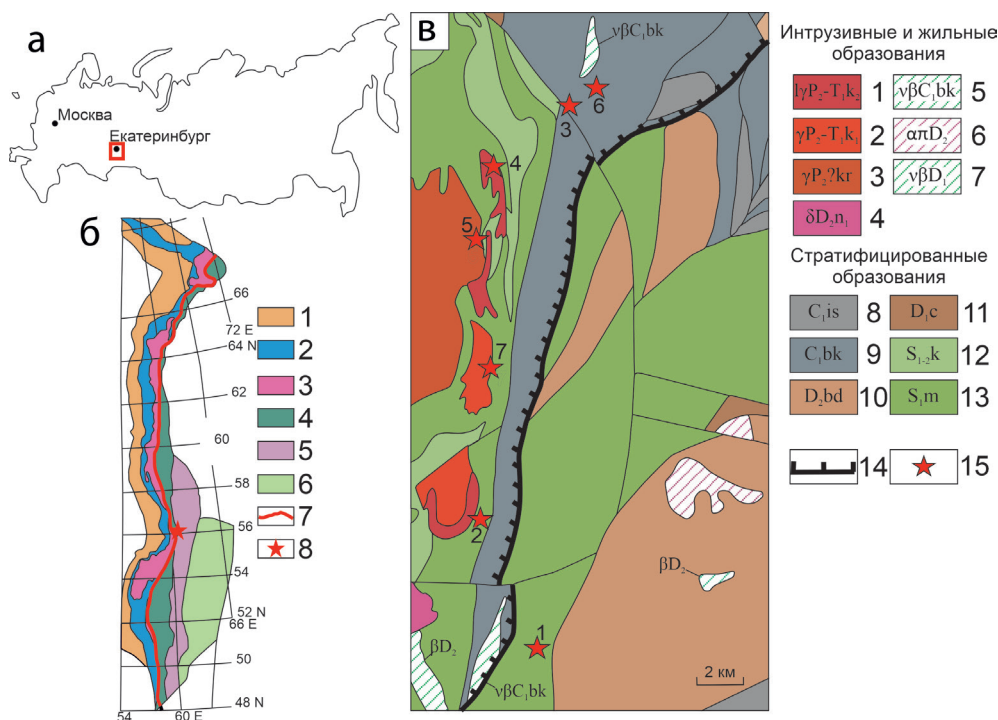 а
Москва
Екатеринбург
б
66
72 E
64 N
62
60
58
56
54
52 N
66 E
50
48 N
54
60 E
1
2
3
4
5
6
7
8
в
νβC₁bk
6
3
4
5
7
2
1
βD₂
νβC₁bk
βD₂
2 км
Интрузивные и жильные
образования
lγP₂-T₁k₂ 1 νβC₁bk 5
γP₂-T₁k₁ 2 απD₂ 6
γP₂?kr 3 νβD₁ 7
δD₂n₁ 4
Стратифицированные
образования
C₁is 8 D₁c 11
C₁bk 9 S₁₋₂k 12
D₂bd 10 S₁m 13
14 15